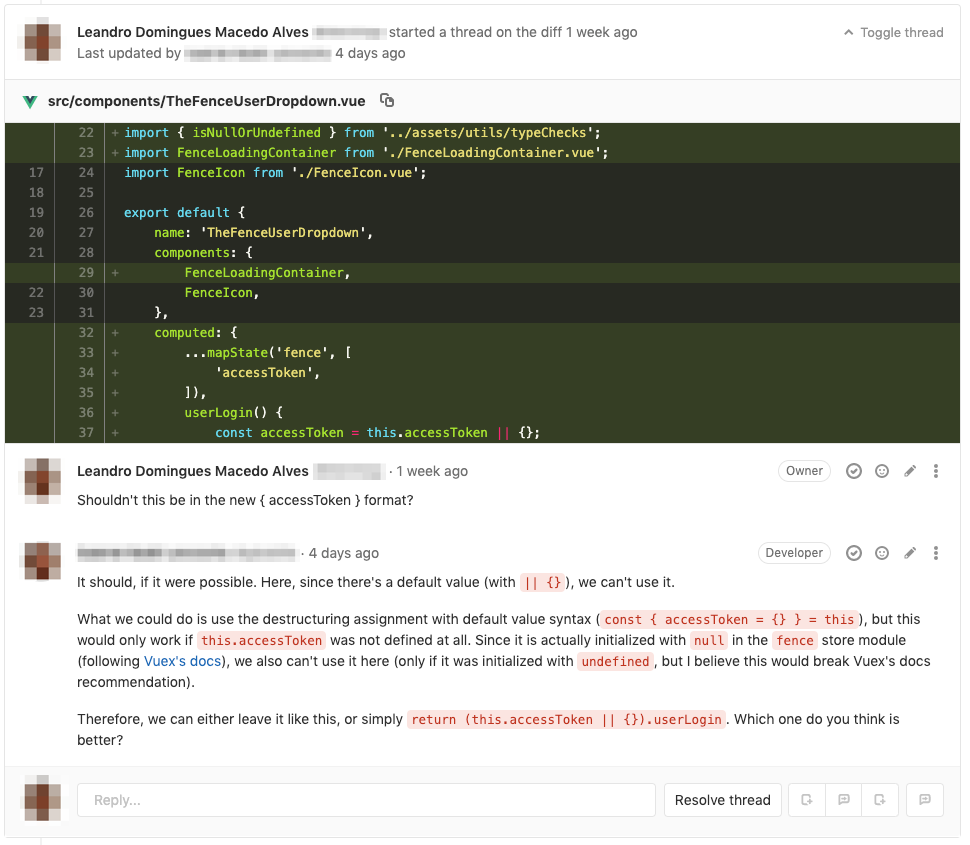 Leandro Domingues Macedo Alves started a thread on the diff 1 week ago
Toggle thread
Last updated by 4 days ago
src/components/TheFenceUserDropdown.vue
22 + import { isNullOrUndefined } from '../assets/utils/typeChecks';
23 + import FenceLoadingContainer from './FenceLoadingContainer.vue';
17 24 import FenceIcon from './FenceIcon.vue';
18 25
19 26 export default {
20 27 name: 'TheFenceUserDropdown',
21 28 components: {
29 + FenceLoadingContainer,
22 30 FenceIcon,
23 31 },
32 + computed: {
33 + ...mapState('fence', [
34 + 'accessToken',
35 + ]),
36 + userLogin() {
37 + const accessToken = this.accessToken || {};
Leandro Domingues Macedo Alves · 1 week ago Owner
Shouldn't this be in the new { accessToken } format?
· 4 days ago Developer
It should, if it were possible. Here, since there's a default value (with || {}), we can't use it.
What we could do is use the destructuring assignment with default value syntax (const { accessToken = {} } = this), but this
would only work if this.accessToken was not defined at all. Since it is actually initialized with null in the fence store module
(following Vuex's docs), we also can't use it here (only if it was initialized with undefined, but I believe this would break Vuex's docs
recommendation).
Therefore, we can either leave it like this, or simply return (this.accessToken || {}).userLogin. Which one do you think is
better?
Reply...
Resolve thread